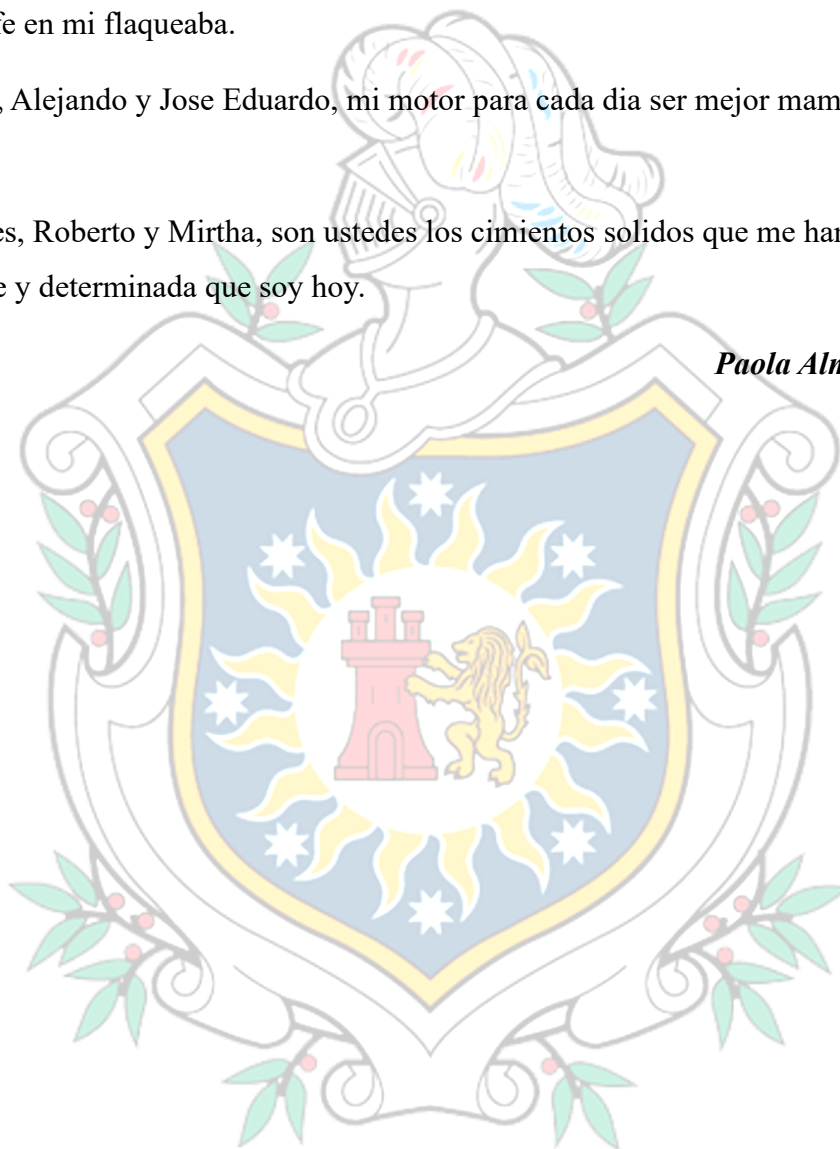 fe en mi flaqueaba.
, Alejando y Jose Eduardo, mi motor para cada dia ser mejor mam
es, Roberto y Mirtha, son ustedes los cimientos solidos que me han
e y determinada que soy hoy.
Paola Alm